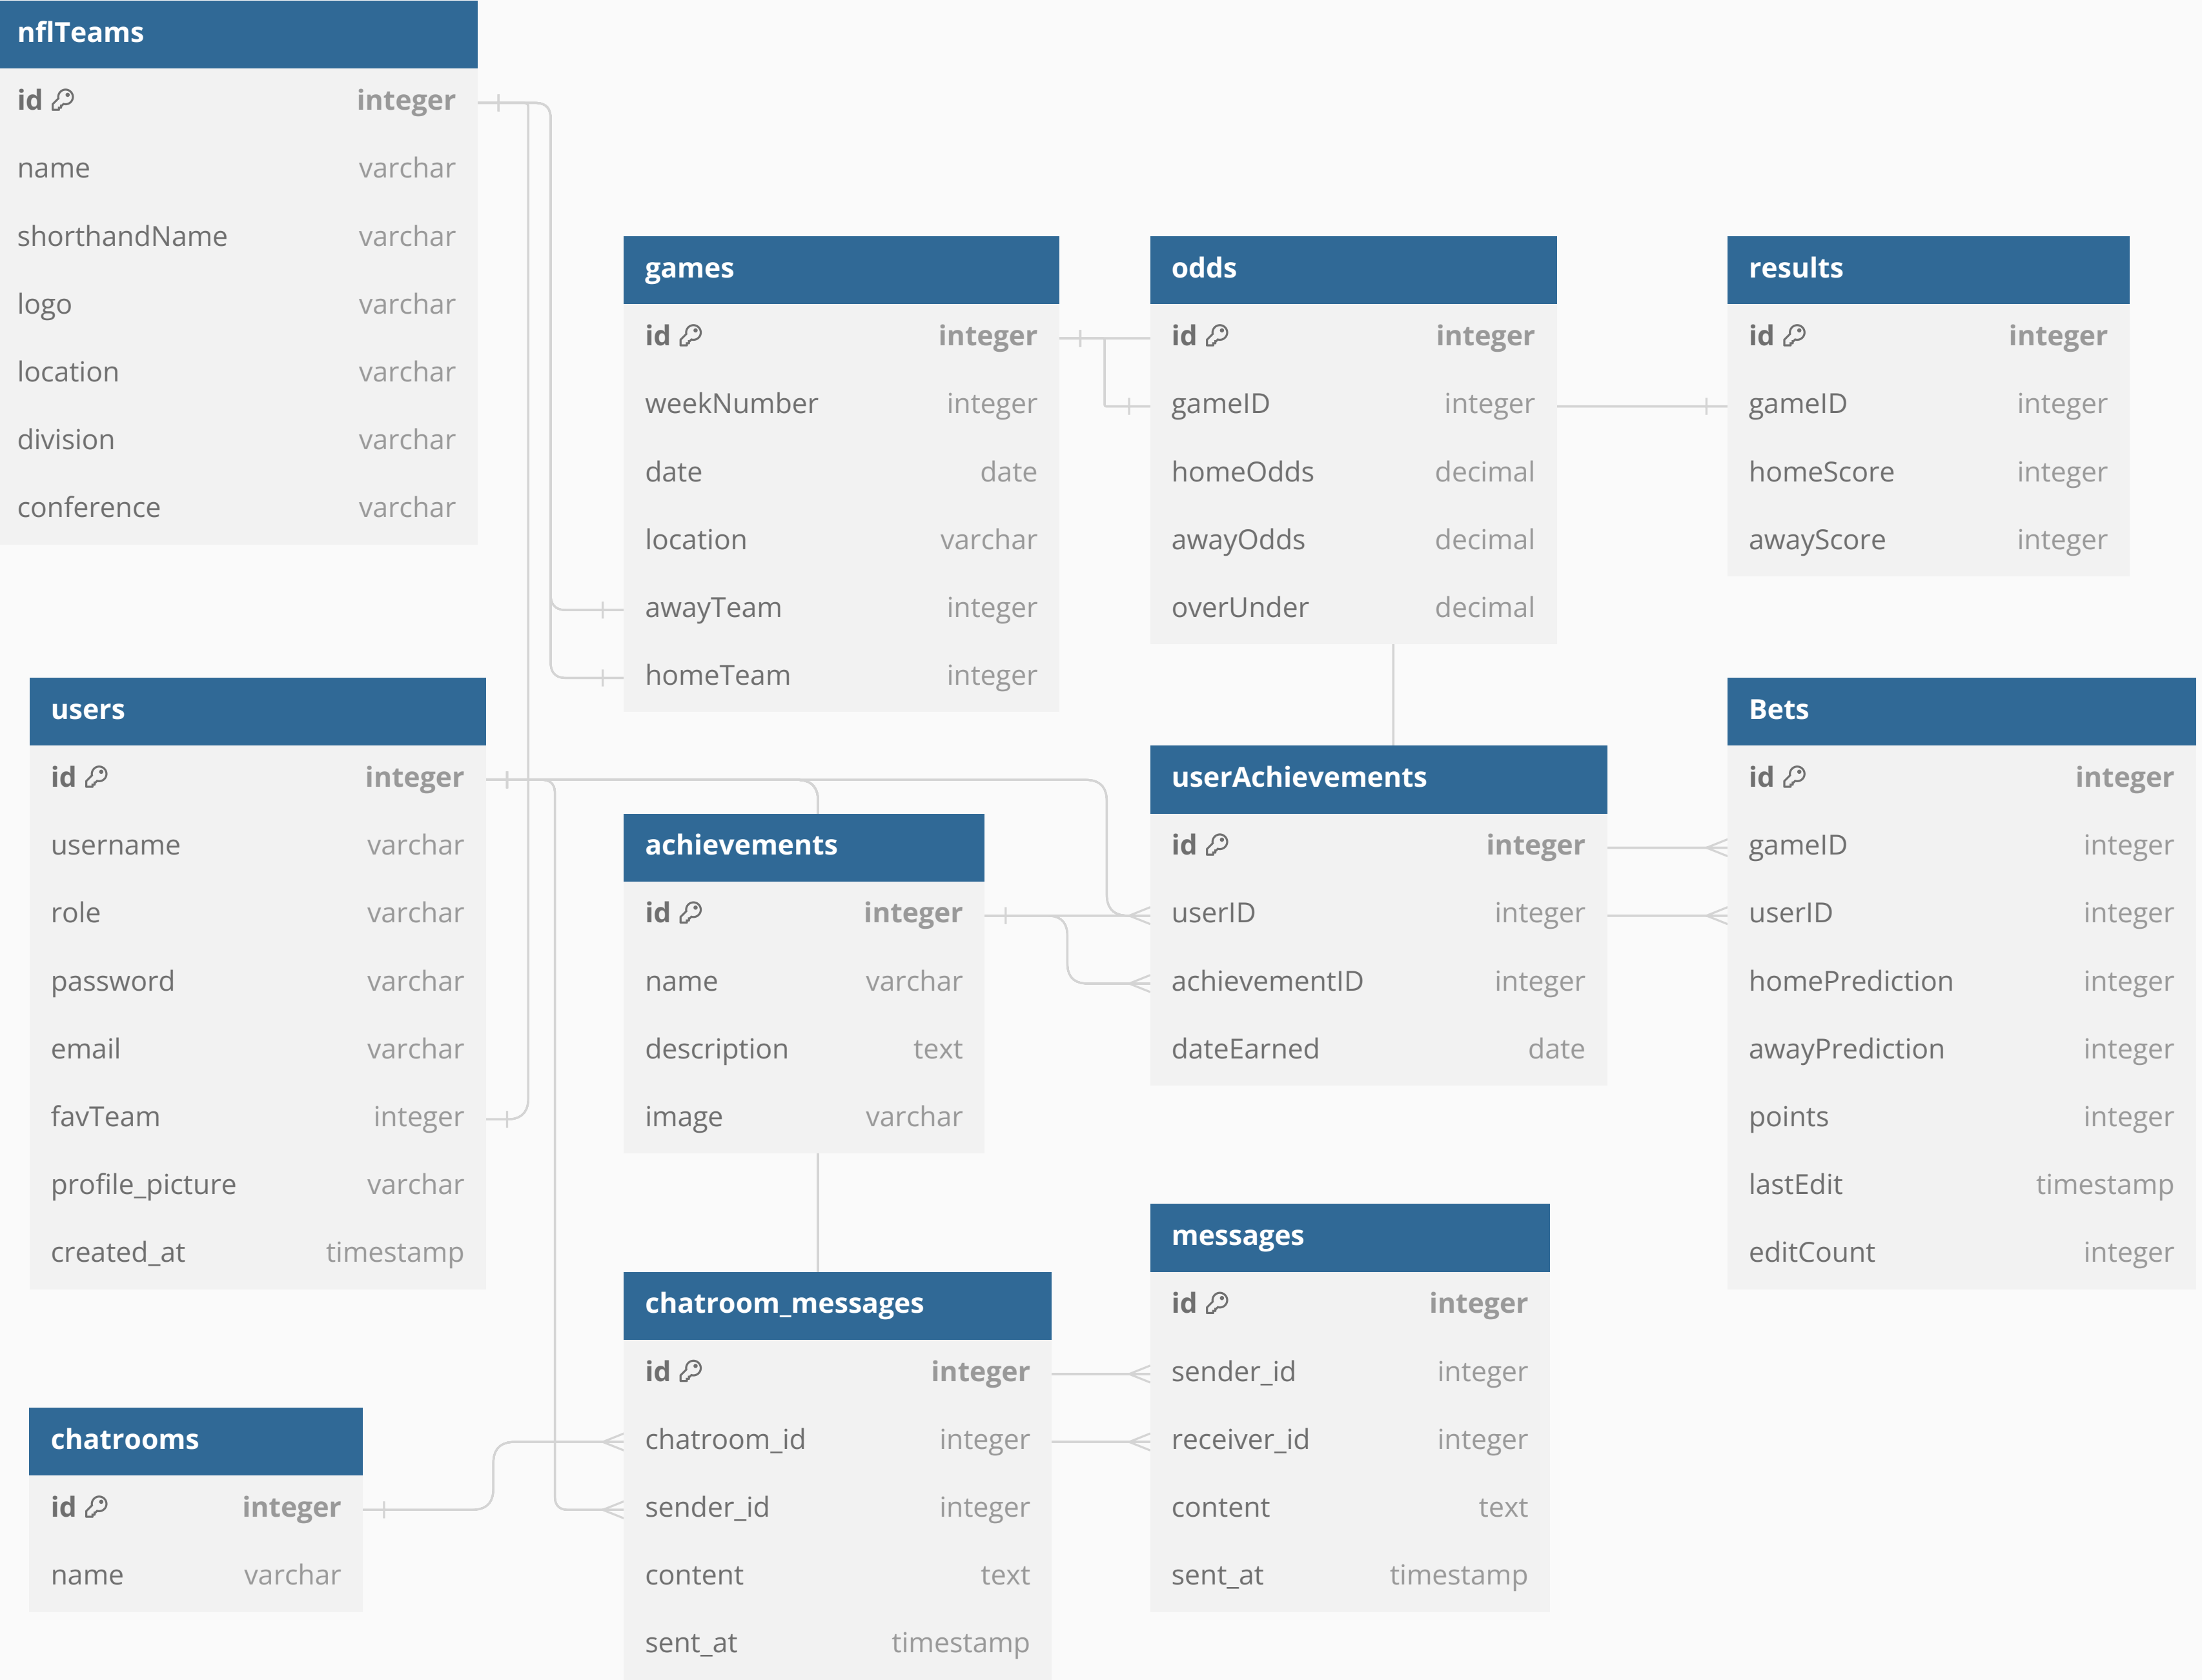 nflTeams
id integer
name varchar
shorthandName varchar
logo varchar
location varchar
division varchar
conference varchar
games
id integer
weekNumber integer
date date
location varchar
awayTeam integer
homeTeam integer
odds
id integer
gameID integer
homeOdds decimal
awayOdds decimal
overUnder decimal
results
id integer
gameID integer
homeScore integer
awayScore integer
users
id integer
username varchar
role varchar
password varchar
email varchar
favTeam integer
profile_picture varchar
created_at timestamp
achievements
id integer
name varchar
description text
image varchar
userAchievements
id integer
userID integer
achievementID integer
dateEarned date
Bets
id integer
gameID integer
userID integer
homePrediction integer
awayPrediction integer
points integer
lastEdit timestamp
editCount integer
chatrooms
id integer
name varchar
chatroom_messages
id integer
chatroom_id integer
sender_id integer
content text
sent_at timestamp
messages
id integer
sender_id integer
receiver_id integer
content text
sent_at timestamp